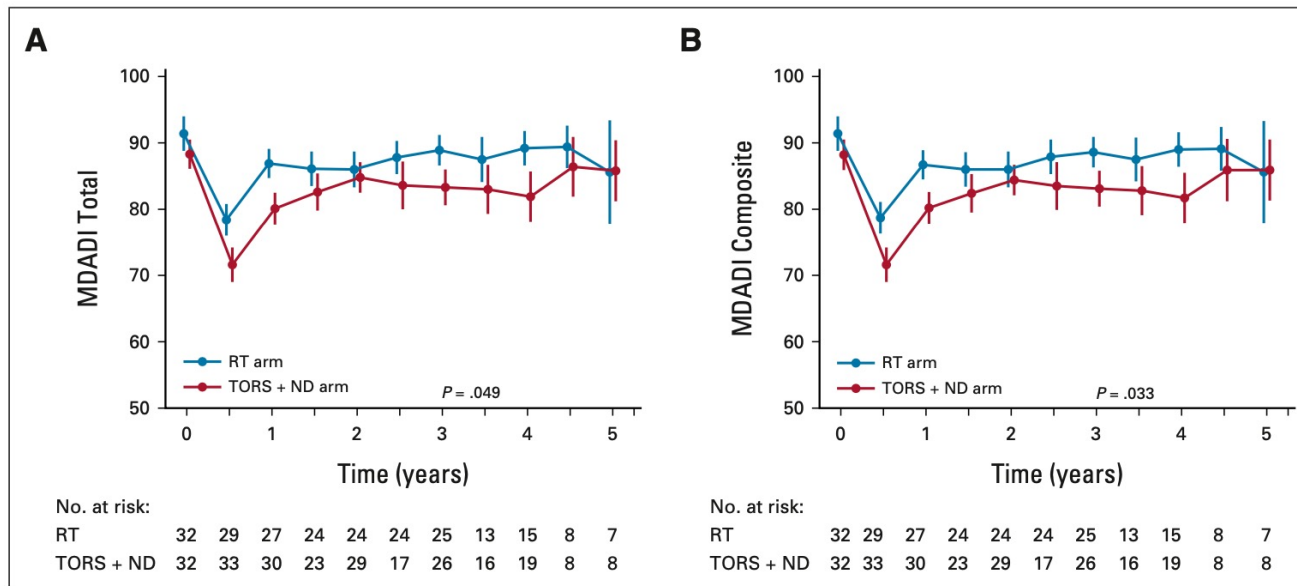 A
B
100
90
80
70
60
50
MDADI Total
RT arm
TORS + ND arm
P = .049
0 1 2 3 4 5
Time (years)
No. at risk:
RT 32 29 27 24 24 24 25 13 15 8 7
TORS + ND 32 33 30 23 29 17 26 16 19 8 8
100
90
80
70
60
50
MDADI Composite
RT arm
TORS + ND arm
P = .033
0 1 2 3 4 5
Time (years)
No. at risk:
RT 32 29 27 24 24 24 25 13 15 8 7
TORS + ND 32 33 30 23 29 17 26 16 19 8 8